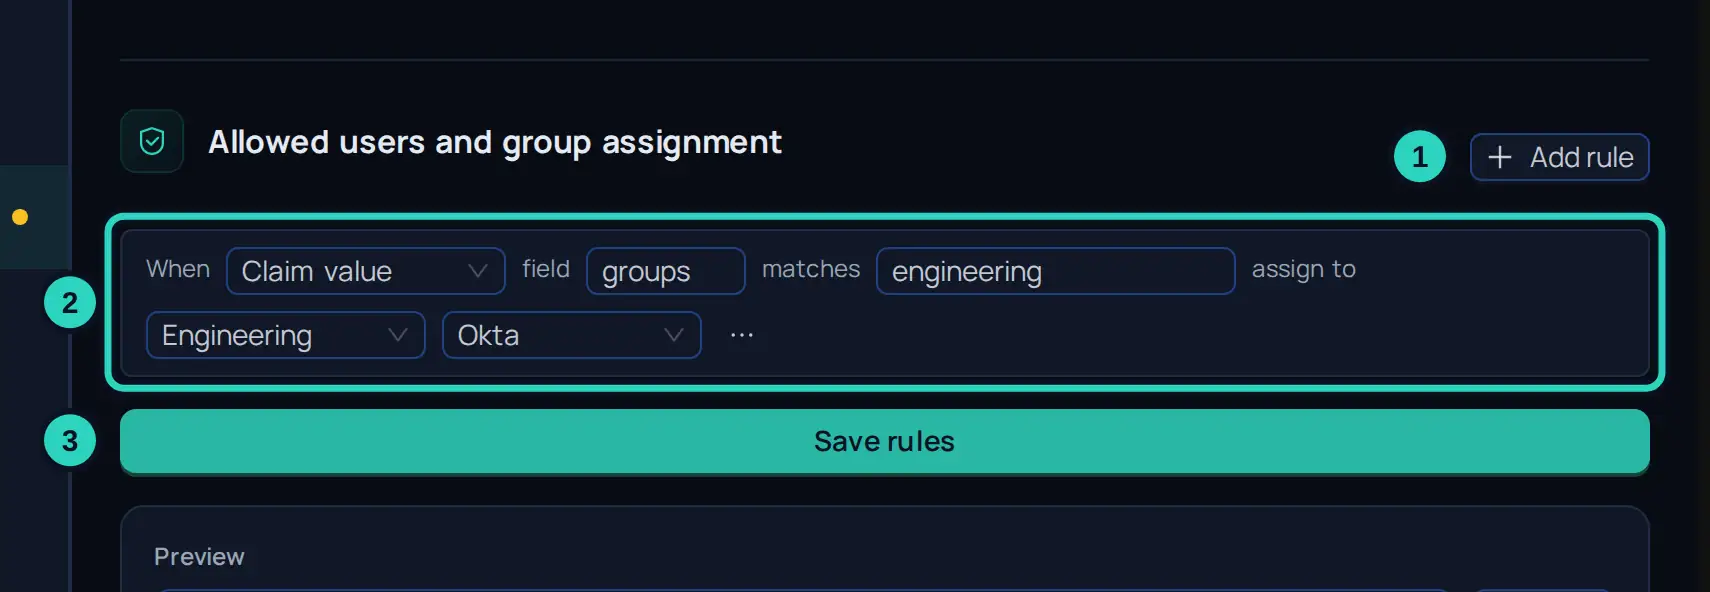 Allowed users and group assignment
1
+ Add rule
When Claim value field groups matches engineering assign to
2
Engineering Okta ...
3
Save rules
Preview